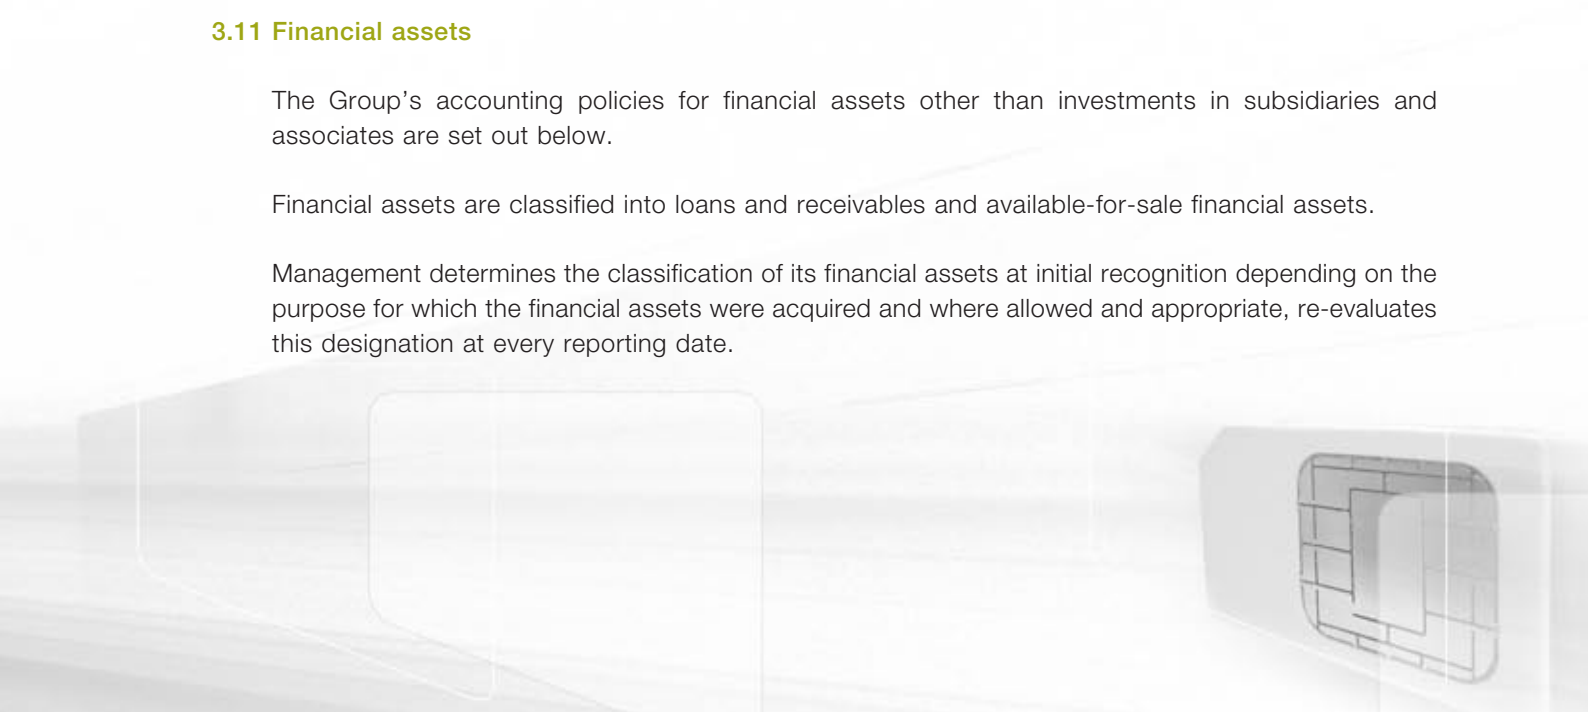 3.11 Financial assets
The Group’s accounting policies for financial assets other than investments in subsidiaries and
associates are set out below.
Financial assets are classified into loans and receivables and available-for-sale financial assets.
Management determines the classification of its financial assets at initial recognition depending on the
purpose for which the financial assets were acquired and where allowed and appropriate, re-evaluates
this designation at every reporting date.